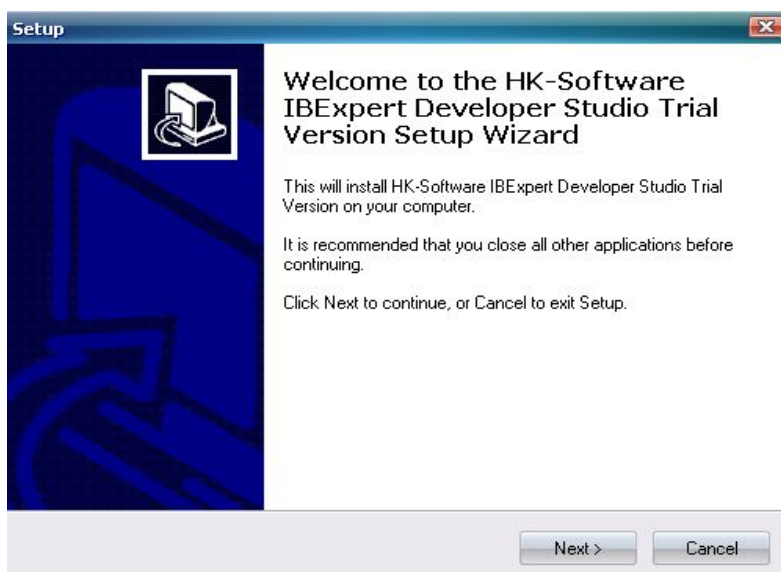 Setup
Welcome to the HK-Software
IBExpert Developer Studio Trial
Version Setup Wizard
This will install HK-Software IBExpert Developer Studio Trial
Version on your computer.
It is recommended that you close all other applications before
continuing.
Click Next to continue, or Cancel to exit Setup.
Next >
Cancel